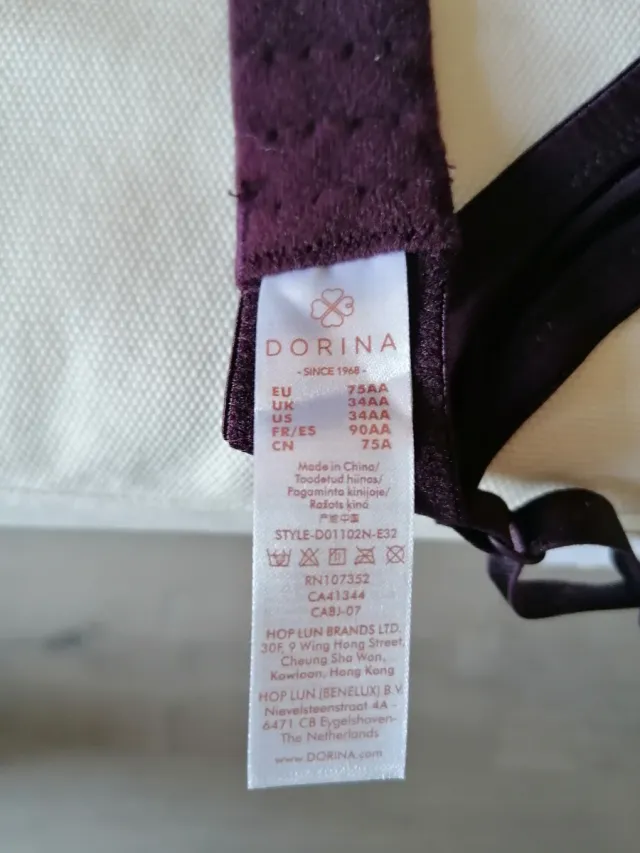 DORINA
- SINCE 1968 -
EU 75AA
UK 34AA
US 34AA
FR/ES 90AA
CN 75A
Made in China/
Toodetud hiinas/
Pagaminta kinijoje/
Ražots ķīnā
产地中国
STYLE-D01102N-E32
RN107352
CA41344
CABJ-07
HOP LUN BRANDS LTD.
30F, 9 Wing Hong Street,
Cheung Sha Wan,
Kowloon, Hong Kong
HOP LUN (BENELUX) B.V.
Nievelsteenstraat 4A -
6471 CB Eygelshoven-
The Netherlands
www.DORINA.com